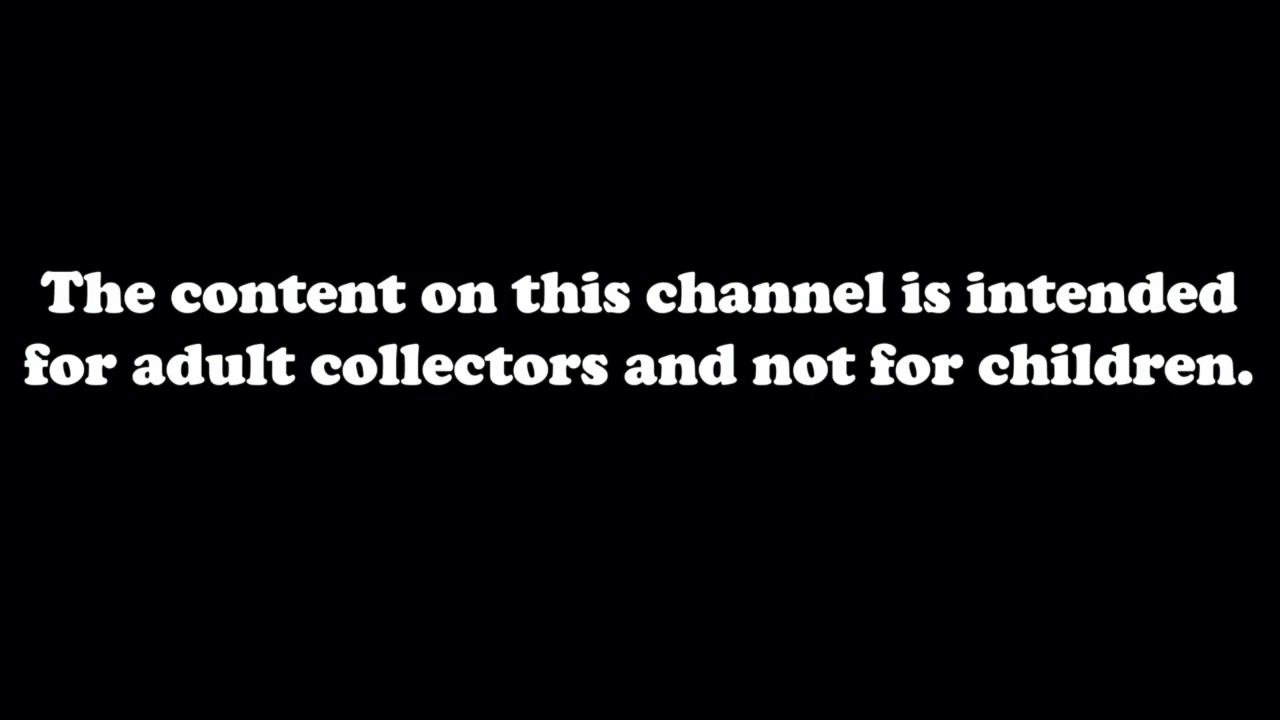 The content on this channel is intended
for adult collectors and not for children.